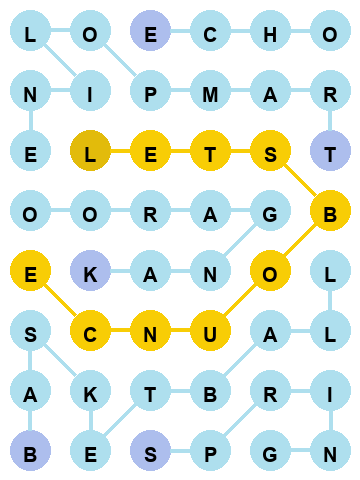 L O E C H O
N I P M A R
E L E T S T
O O R A G B
E K A N O L
S C N U A L
A K T B R I
B E S P G N